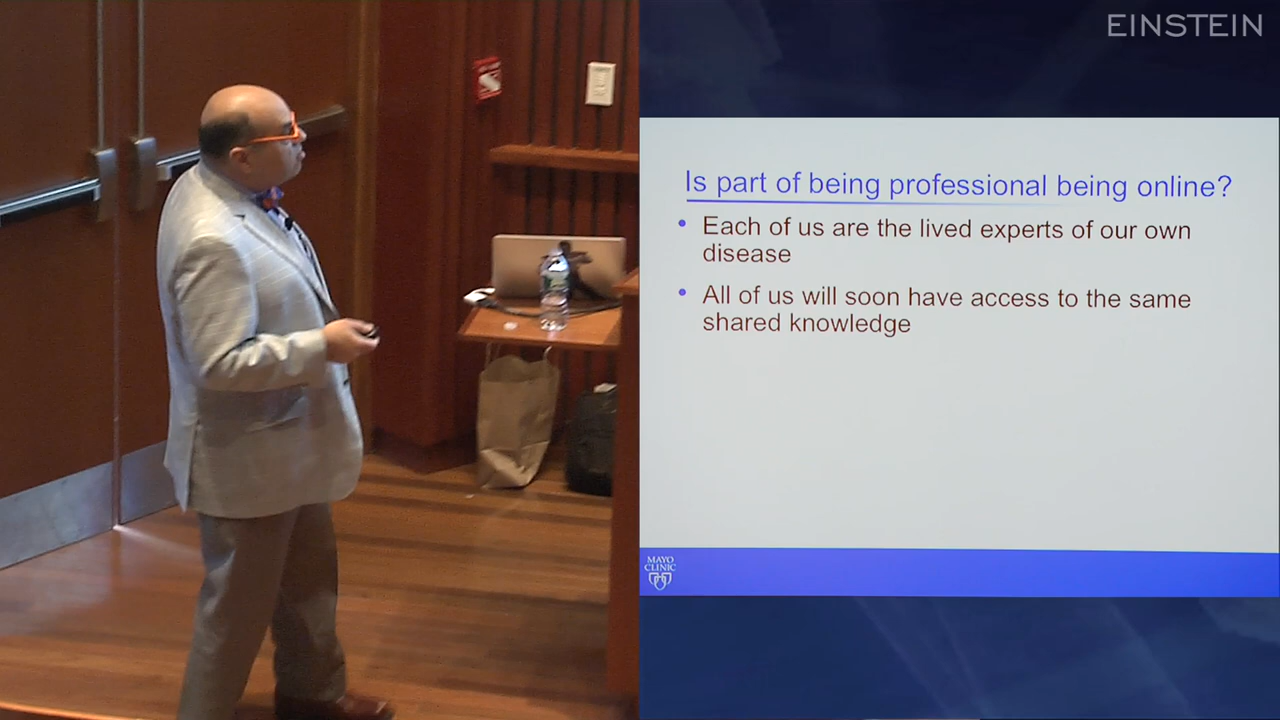 EINSTEIN
Is part of being professional being online?
• Each of us are the lived experts of our own
disease
• All of us will soon have access to the same
shared knowledge
MAYO
CLINIC